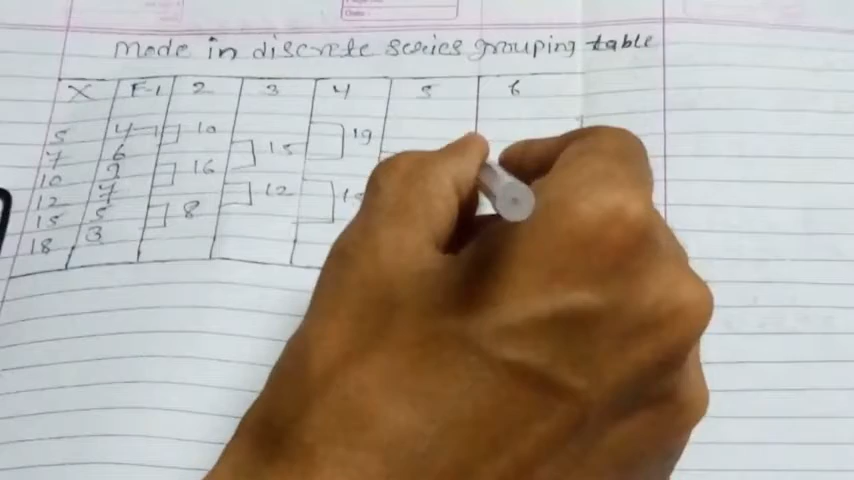 Mode in discrete series grouping table
X F-1 2 3 4 5 6
5 4 10 19
7 6 15
10 9 16
12 7 12
15 5 8
18 3